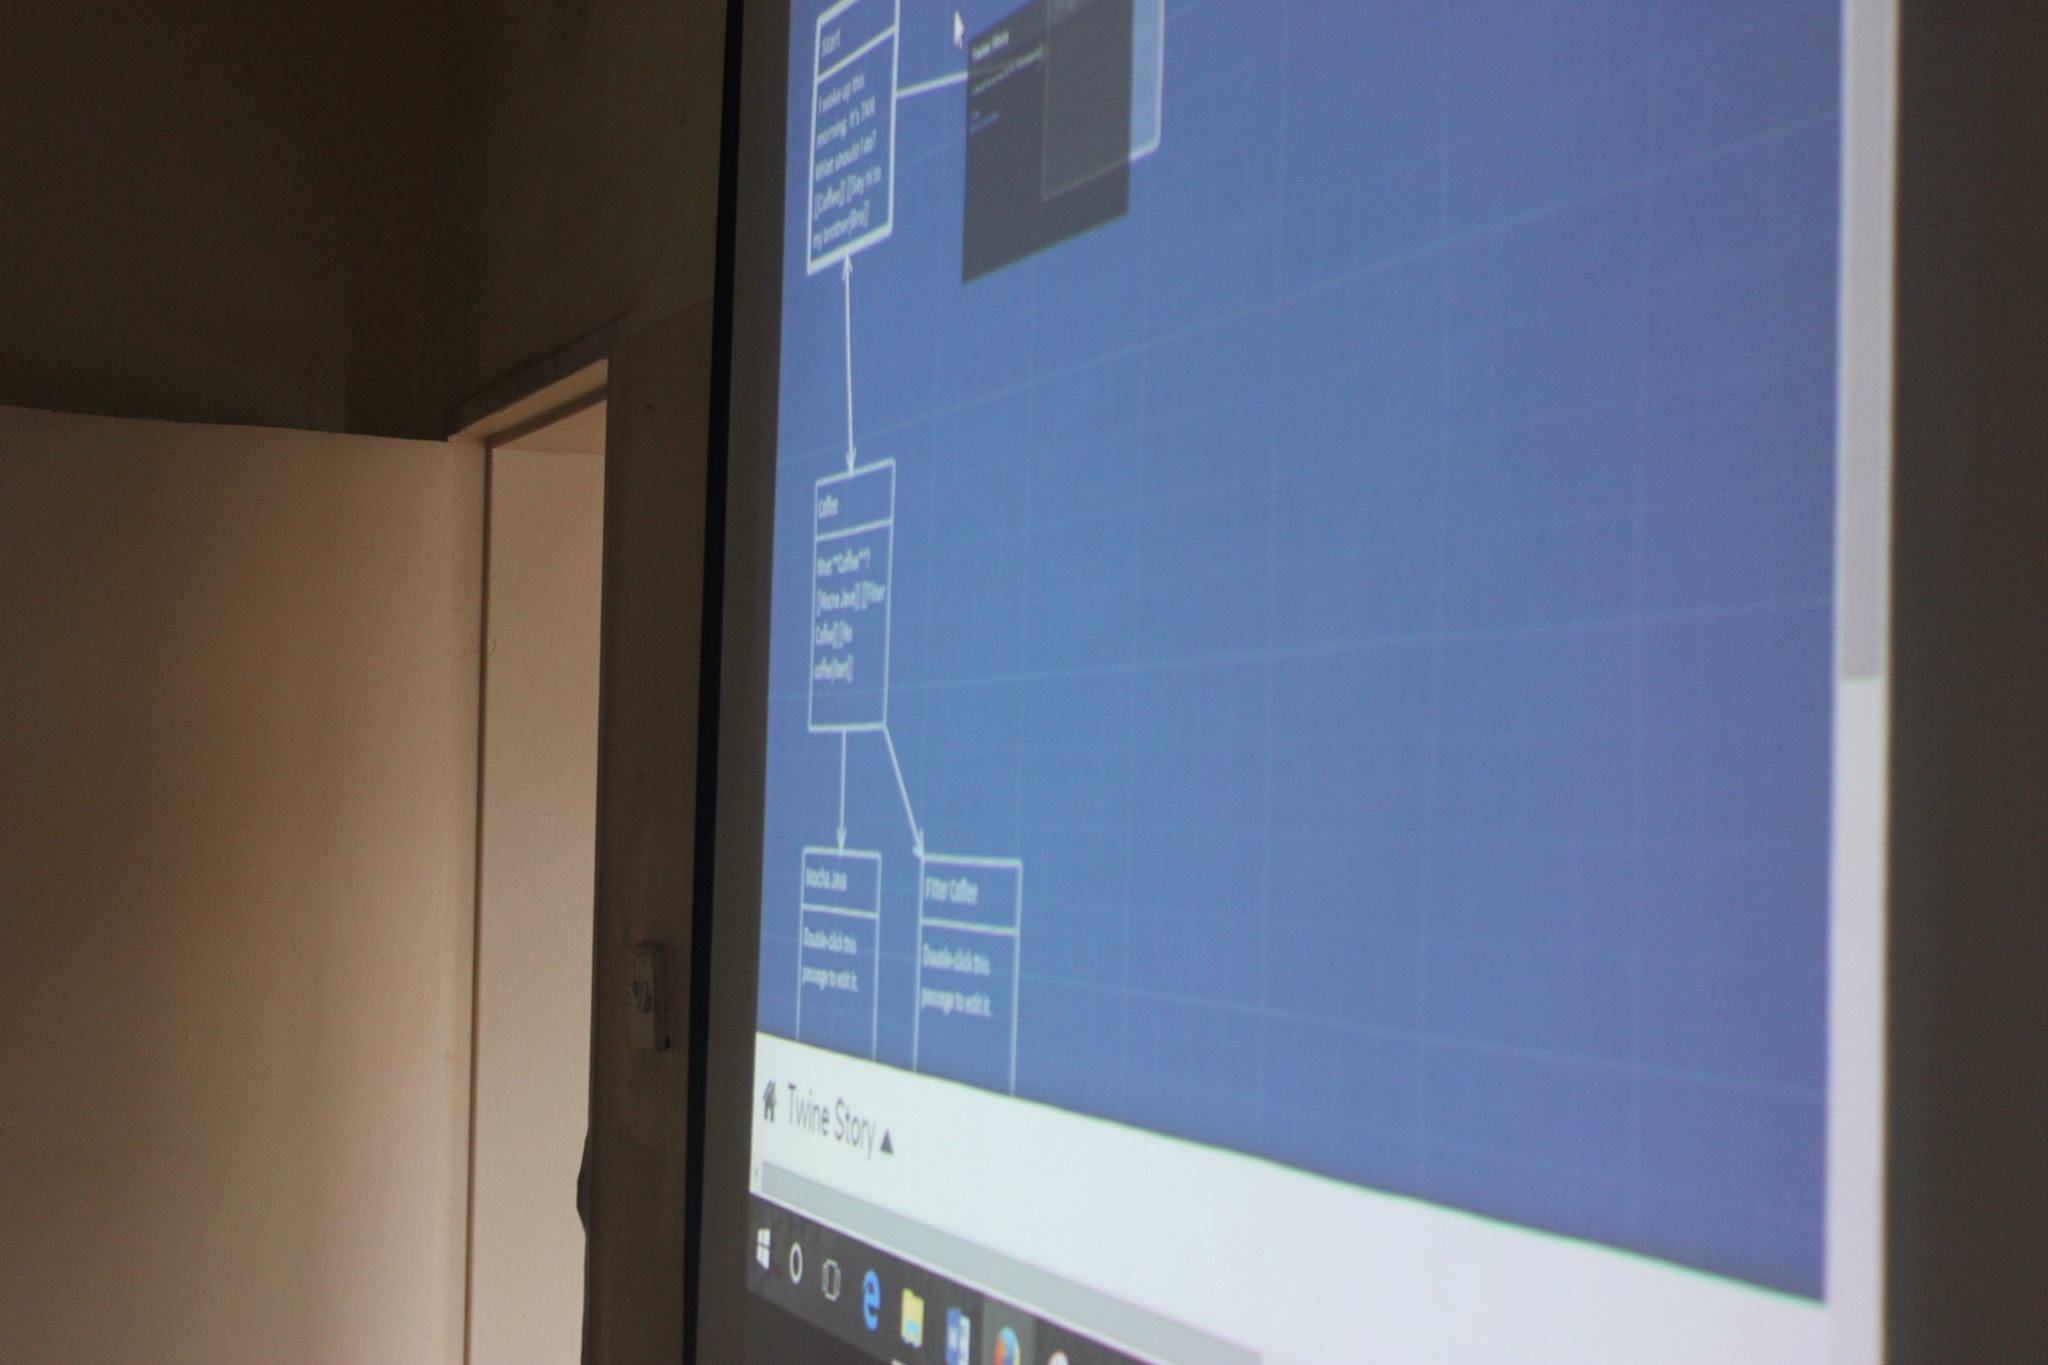 Start
I woke up this
morning. It's 7AM.
What should I do?
[[Coffee]] [[Say hi to
my brother|Bro]]
Coffee
What "Coffee"?
[[Mocha Java]] [[Filter
Coffee]] [[No
coffee|Start]]
Mocha Java
Double-click this
passage to edit it.
Filter Coffee
Double-click this
passage to edit it.
Twine Story